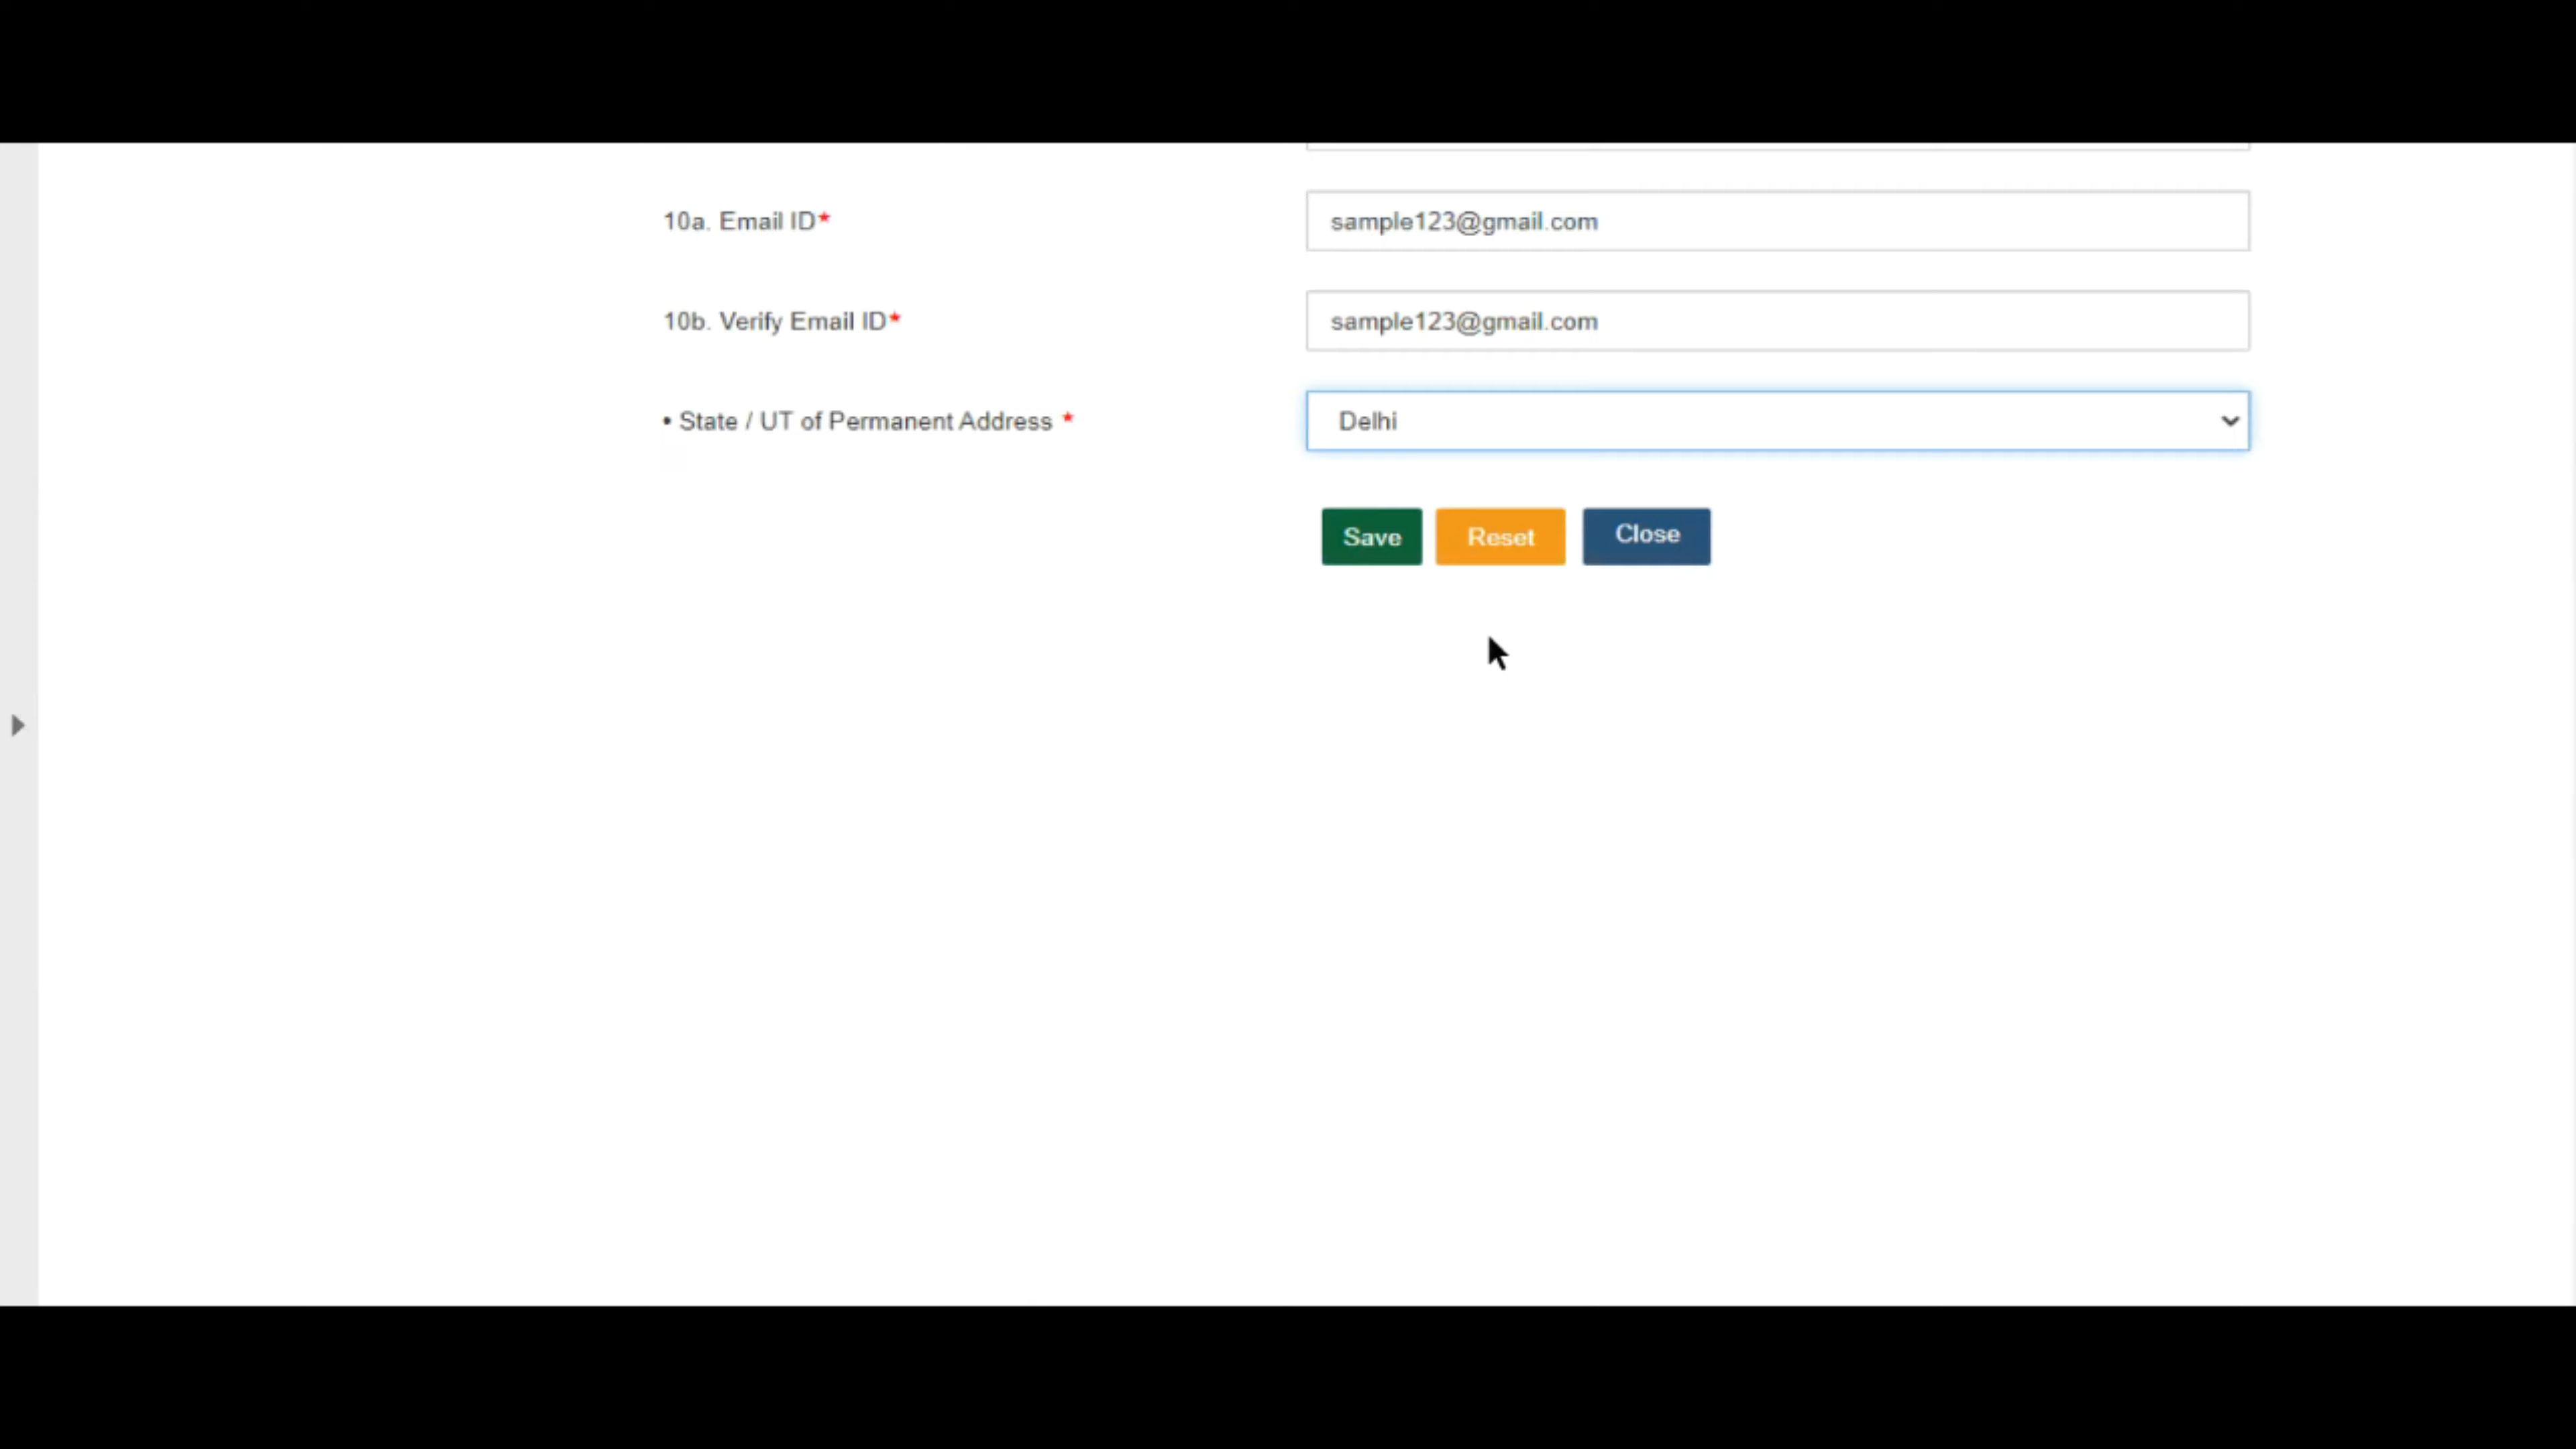 10a. Email ID* sample123@gmail.com
10b. Verify Email ID* sample123@gmail.com
• State / UT of Permanent Address * Delhi
Save Reset Close